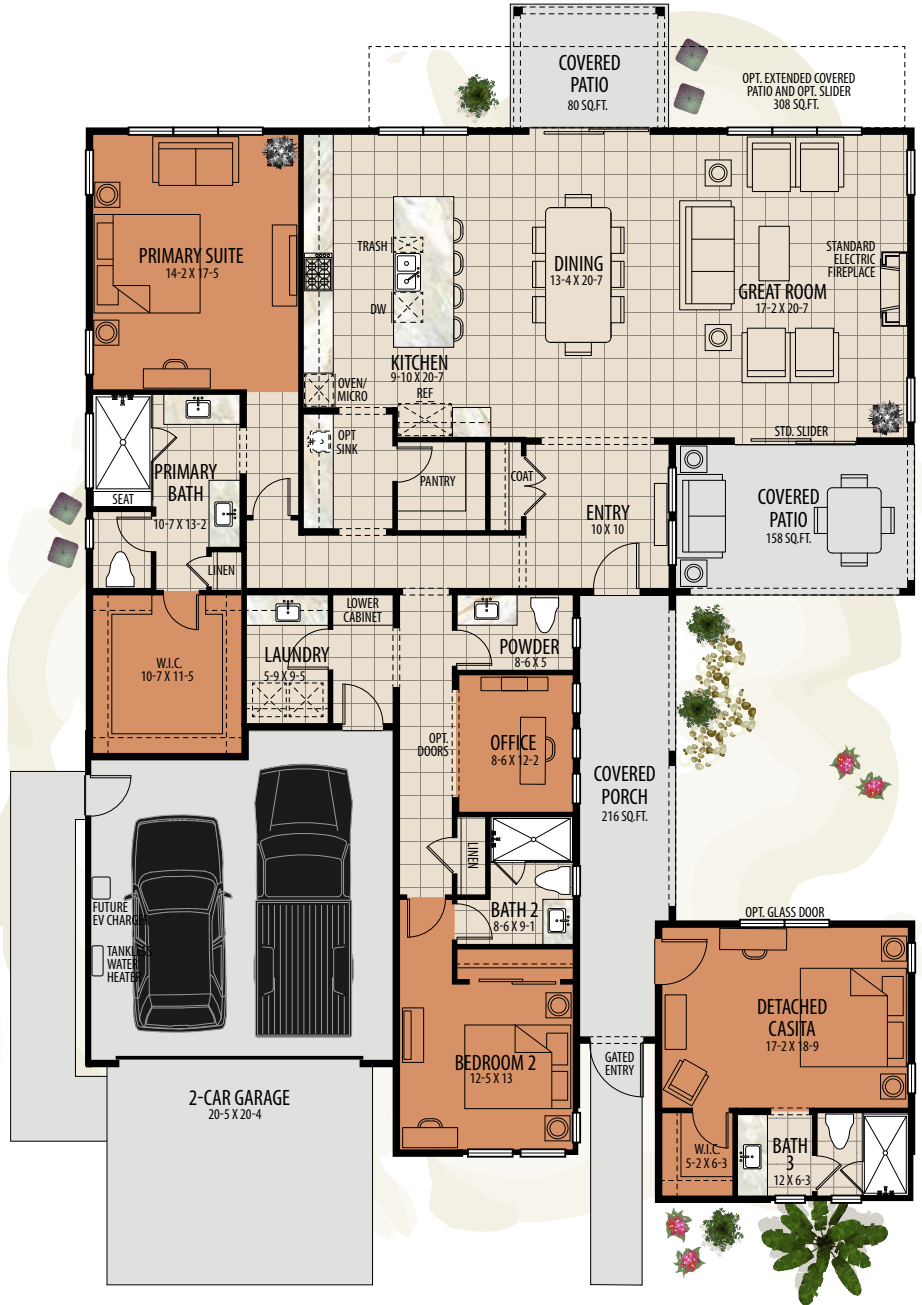 COVERED
PATIO
80 SQ.FT.
OPT. EXTENDED COVERED
PATIO AND OPT. SLIDER
308 SQ.FT.
PRIMARY SUITE
14-2 X 17-5
TRASH
DW
KITCHEN
9-10 X 20-7
OVEN/
MICRO
REF
DINING
13-4 X 20-7
STANDARD
ELECTRIC
FIREPLACE
GREAT ROOM
17-2 X 20-7
STD. SLIDER
OPT
SINK
PANTRY
COAT
SEAT
PRIMARY
BATH
10-7 X 13-2
LINEN
ENTRY
10 X 10
COVERED
PATIO
158 SQ.FT.
W.I.C.
10-7 X 11-5
LAUNDRY
5-9 X 9-5
LOWER
CABINET
POWDER
8-6 X 5
OPT.
DOORS
OFFICE
8-6 X 12-2
COVERED
PORCH
216 SQ.FT.
LINEN
BATH 2
8-6 X 9-1
FUTURE
EV CHARGER
TANKLESS
WATER
HEATER
2-CAR GARAGE
20-5 X 20-4
BEDROOM 2
12-5 X 13
GATED
ENTRY
OPT. GLASS DOOR
DETACHED
CASITA
17-2 X 18-9
W.I.C.
5-2 X 6-3
BATH
3
12 X 6-3